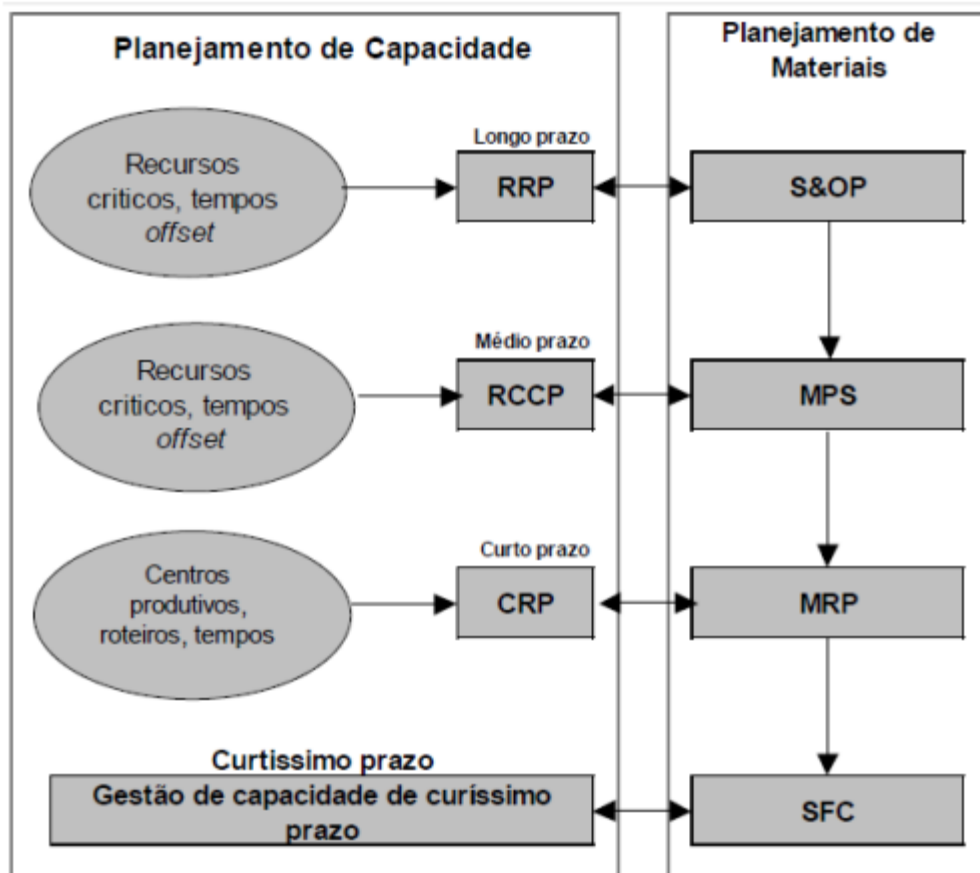 Planejamento de Capacidade
Planejamento de
Materiais
Longo prazo
Recursos
criticos, tempos
offset
RRP
S&OP
Médio prazo
Recursos
criticos, tempos
offset
RCCP
MPS
Curto prazo
Centros
produtivos,
roteiros, tempos
CRP
MRP
Curtissimo prazo
Gestão de capacidade de curíssimo
prazo
SFC